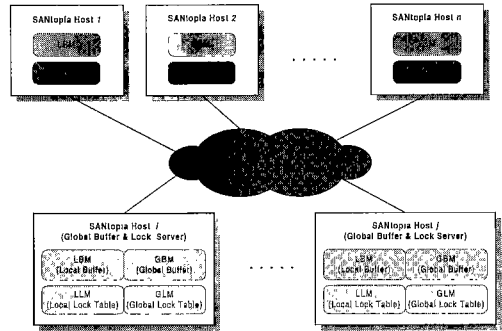 SANtopia Host 1
SANtopia Host 2
. . . . .
SANtopia Host n
SANtopia Host i
(Global Buffer & Lock Server)
LBM
(Local Buffer)
GBM
(Global Buffer)
LLM
(Local Lock Table)
GLM
(Global Lock Table)
. . . . .
SANtopia Host j
(Global Buffer & Lock Server)
LBM
(Local Buffer)
GBM
(Global Buffer)
LLM
(Local Lock Table)
GLM
(Global Lock Table)